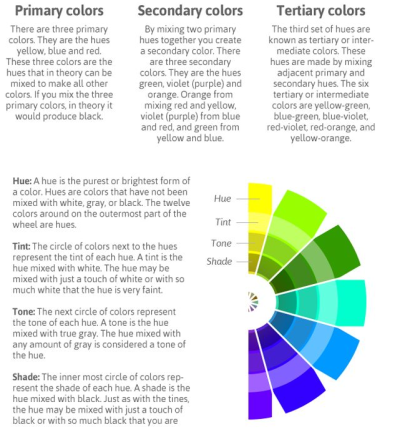 Primary colors
There are three primary
colors. They are the hues
yellow, blue and red.
These three colors are the
hues that in theory can be
mixed to make all other
colors. If you mix the three
primary colors, in theory it
would produce black.
Secondary colors
By mixing two primary
hues together you create
a secondary color. There
are three secondary
colors. They are the hues
green, violet (purple) and
orange. Orange from
mixing red and yellow,
violet (purple) from blue
and red, and green from
yellow and blue.
Tertiary colors
The third set of hues are
known as tertiary or inter-
mediate colors. These
hues are made by mixing
adjacent primary and
secondary hues. The six
tertiary or intermediate
colors are yellow-green,
blue-green, blue-violet,
red-violet, red-orange, and
yellow-orange.
Hue: A hue is the purest or brightest form of
a color. Hues are colors that have not been
mixed with white, gray, or black. The twelve
colors around on the outermost part of the
wheel are hues.
Tint: The circle of colors next to the hues
represent the tint of each hue. A tint is the
hue mixed with white. The hue may be
mixed with just a touch of white or with so
much white that the hue is very faint.
Tone: The next circle of colors represent
the tone of each hue. A tone is the hue
mixed with true gray. The hue mixed with
any amount of gray is considered a tone of
the hue.
Shade: The inner most circle of colors rep-
resent the shade of each hue. A shade is the
hue mixed with black. Just as with the tines,
the hue may be mixed with just a touch of
black or with so much black that you are
Hue
Tint
Tone
Shade